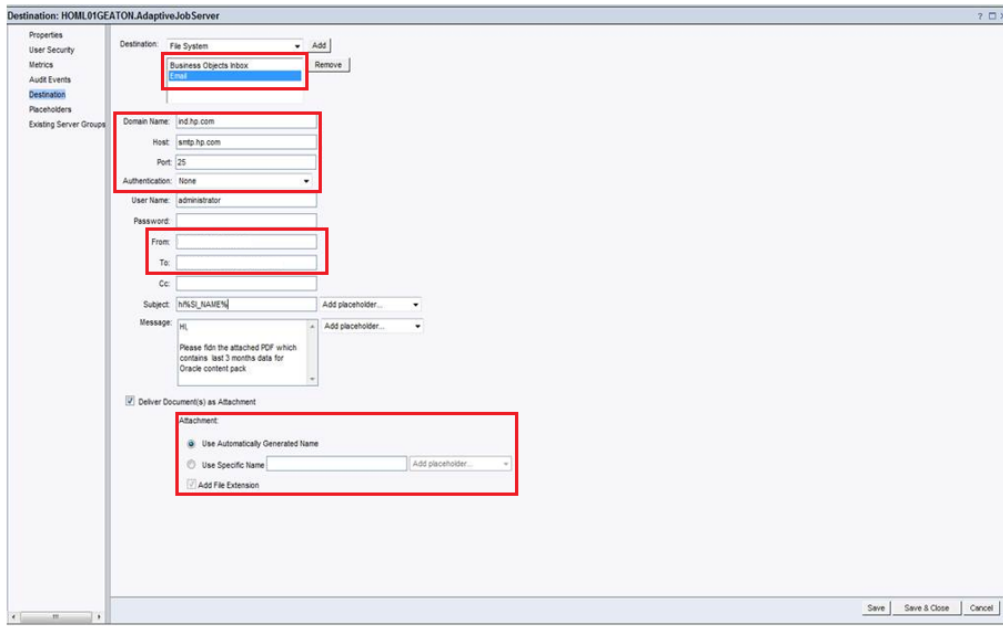 Destination: HOML01GEATON.AdaptiveJobServer
Properties
User Security
Metrics
Audit Events
Destination
Placeholders
Existing Server Groups
Destination: File System Add
Business Objects Inbox Remove
Email
Domain Name: ind.hp.com
Host: smtp.hp.com
Port: 25
Authentication: None
User Name: administrator
Password:
From:
To:
Cc:
Subject: hi%SI_NAME% Add placeholder...
Message: Hi, Add placeholder...
Please fidn the attached PDF which
contains last 3 months data for
Oracle content pack
Deliver Document(s) as Attachment
Attachment:
Use Automatically Generated Name
Use Specific Name Add placeholder...
Add File Extension
Save Save & Close Cancel